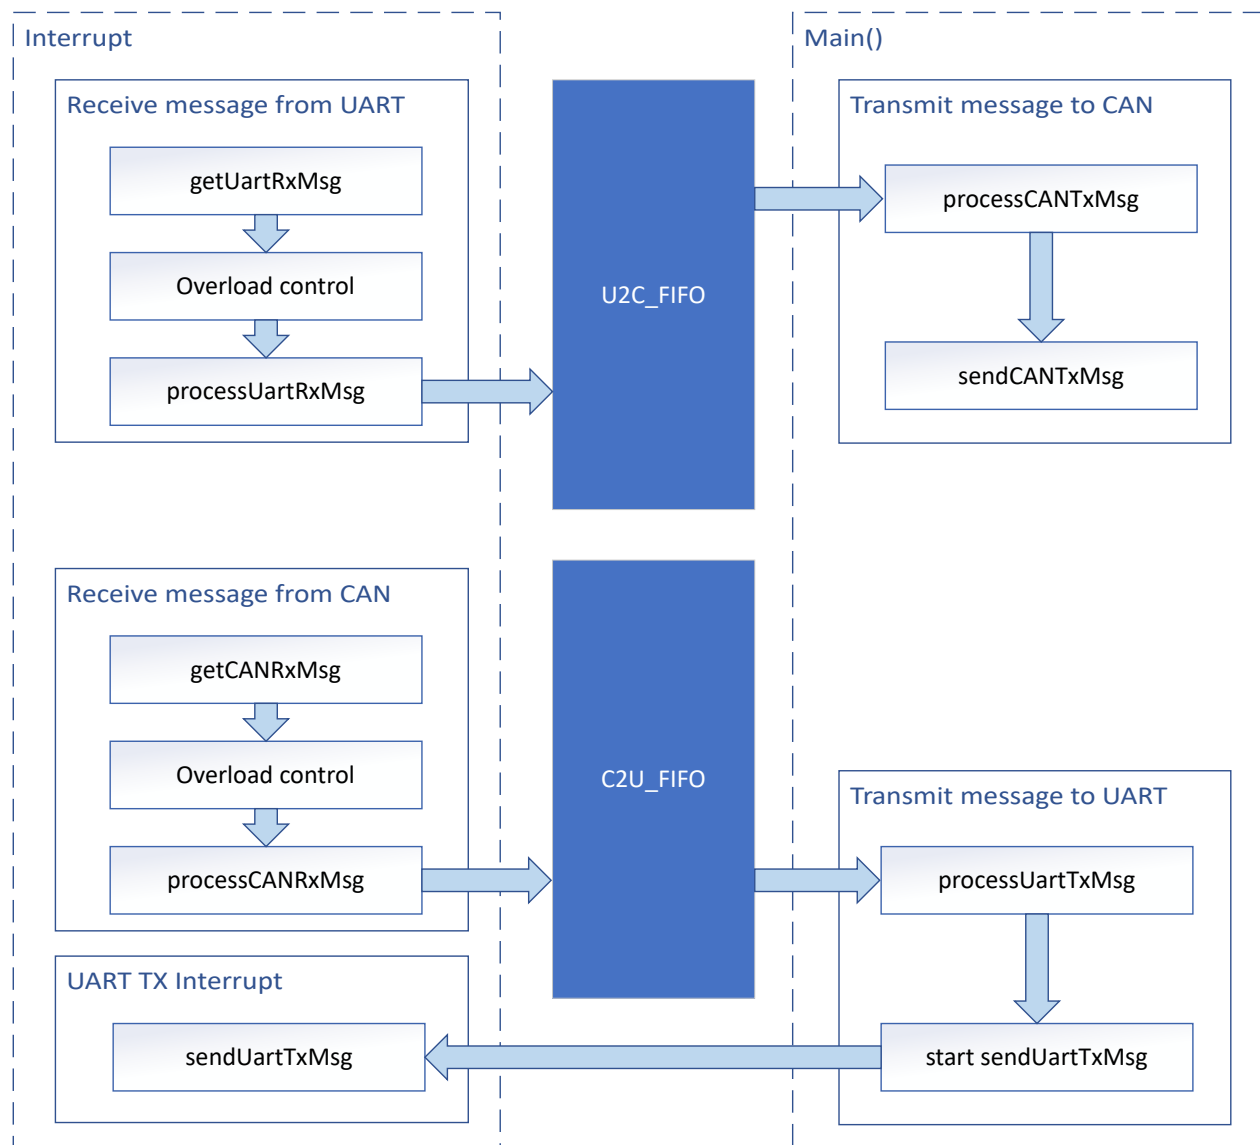 Interrupt
Receive message from UART
getUartRxMsg
Overload control
processUartRxMsg
U2C_FIFO
Main()
Transmit message to CAN
processCANTxMsg
sendCANTxMsg
Receive message from CAN
getCANRxMsg
Overload control
processCANRxMsg
C2U_FIFO
Transmit message to UART
processUartTxMsg
start sendUartTxMsg
UART TX Interrupt
sendUartTxMsg